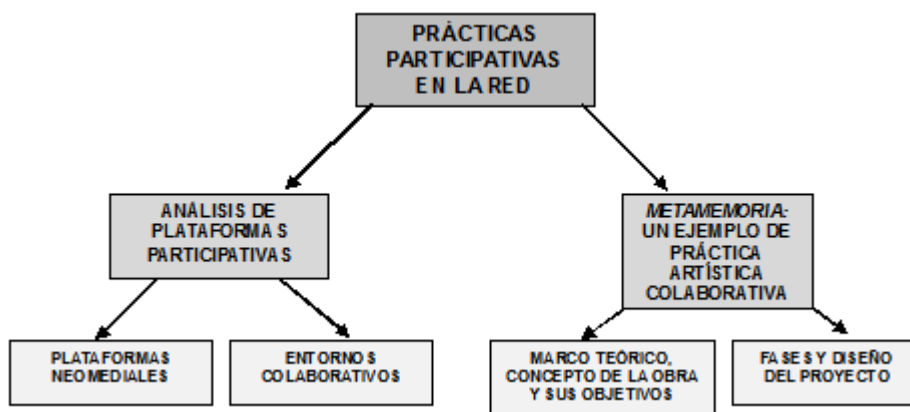 PRÁCTICAS
PARTICIPATIVAS
EN LA RED
ANÁLISIS DE
PLATAFORMAS
PARTICIPATIVAS
METAMEMORIA:
UN EJEMPLO DE
PRÁCTICA
ARTÍSTICA
COLABORATIVA
PLATAFORMAS
NEOMEDIALES
ENTORNOS
COLABORATIVOS
MARCO TEÓRICO,
CONCEPTO DE LA OBRA
Y SUS OBJETIVOS
FASES Y DISEÑO
DEL PROYECTO